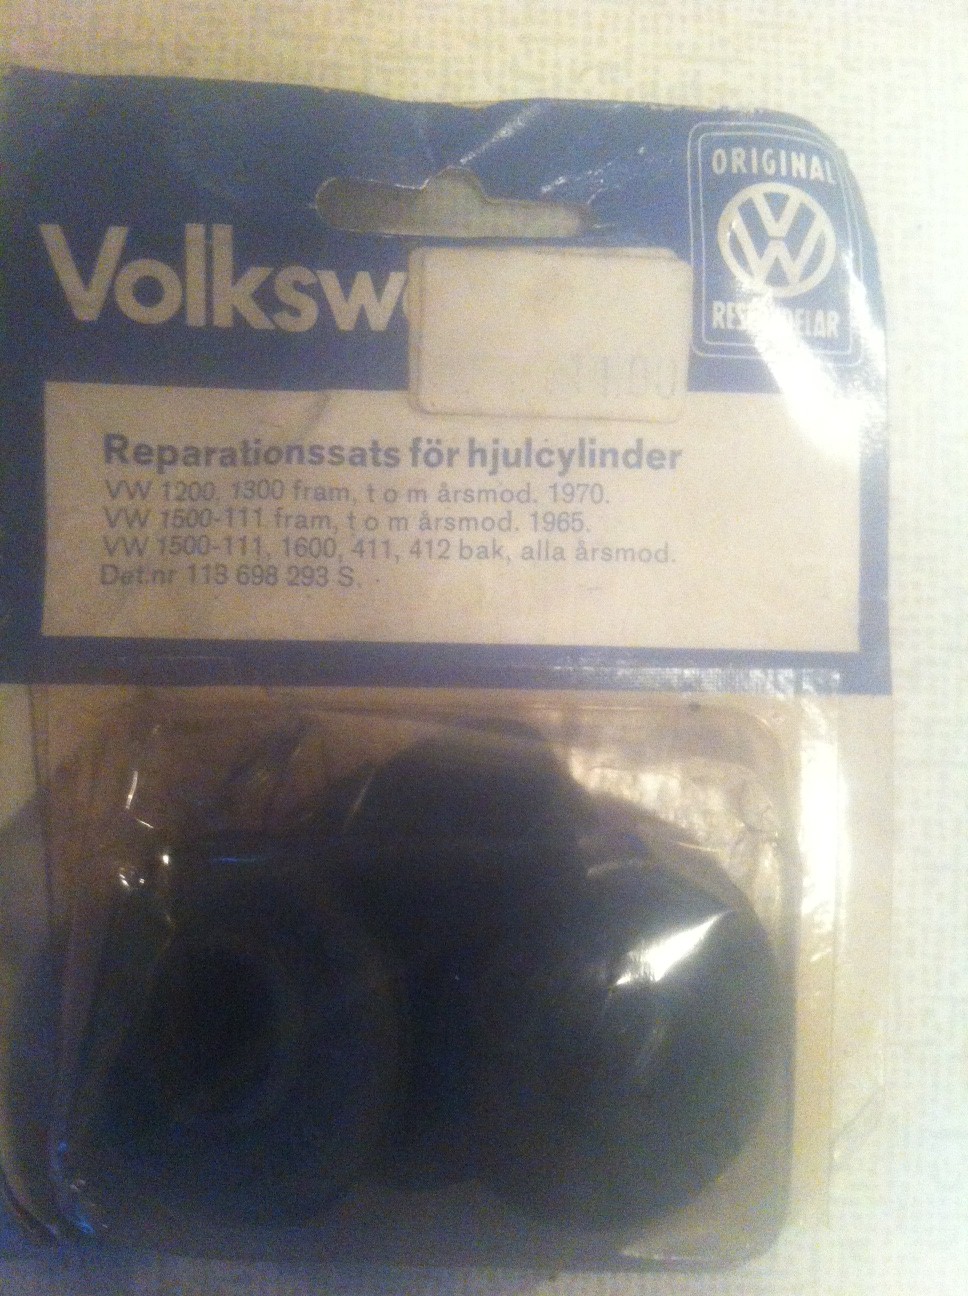 ORIGINAL
VW
Volksw
Reparationssats för hjulcylinder
VW 1200, 1300 fram, t o m årsmod. 1970.
VW 1500-111 fram, t o m årsmod. 1965.
VW 1500-111, 1600, 411, 412 bak, alla årsmod.
Det.nr 113 698 293 S.